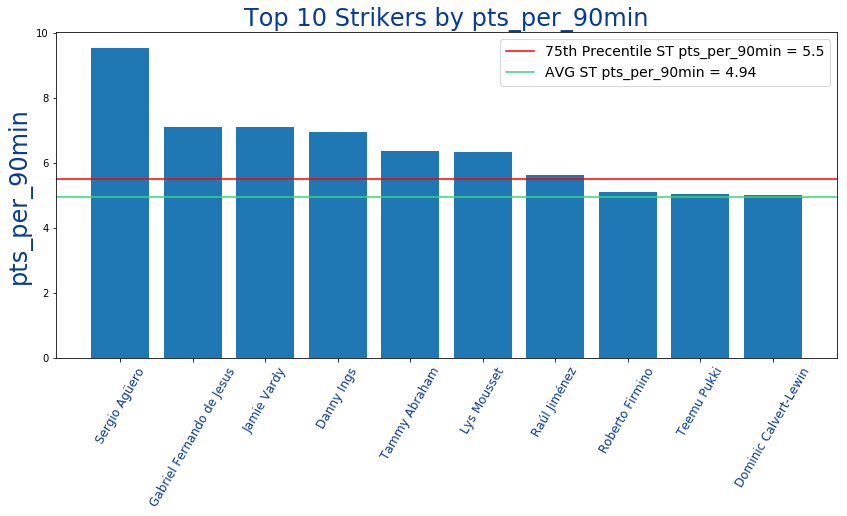 Top 10 Strikers by pts_per_90min
75th Precentile ST pts_per_90min = 5.5
AVG ST pts_per_90min = 4.94
pts_per_90min
10
8
6
4
2
0
Sergio Agüero
Gabriel Fernando de Jesus
Jamie Vardy
Danny Ings
Tammy Abraham
Lys Mousset
Raúl Jiménez
Roberto Firmino
Teemu Pukki
Dominic Calvert-Lewin